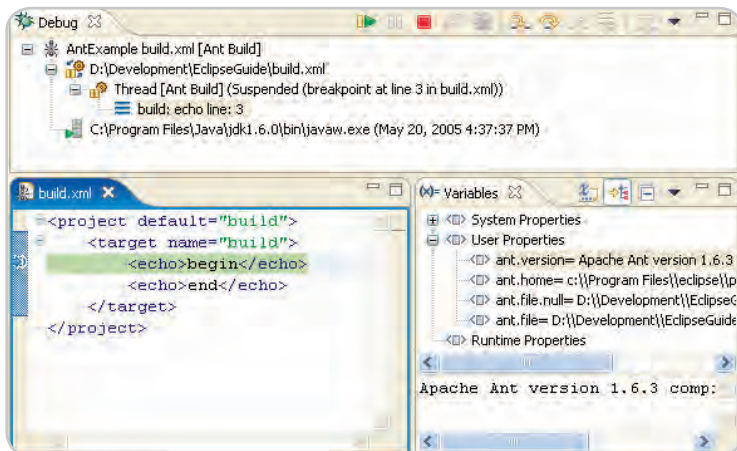 Debug
AntExample build.xml [Ant Build]
D:\Development\EclipseGuide\build.xml
Thread [Ant Build] (Suspended (breakpoint at line 3 in build.xml))
build: echo line: 3
C:\Program Files\Java\jdk1.6.0\bin\javaw.exe (May 20, 2005 4:37:37 PM)
build.xml
<project default="build">
<target name="build">
<echo>begin</echo>
<echo>end</echo>
</target>
</project>
(x)= Variables
System Properties
User Properties
ant.version= Apache Ant version 1.6.3
ant.home= c:\\Program Files\\eclipse\\p
ant.file.null= D:\\Development\\EclipseG
ant.file= D:\\Development\\EclipseGuide
Runtime Properties
Apache Ant version 1.6.3 comp: